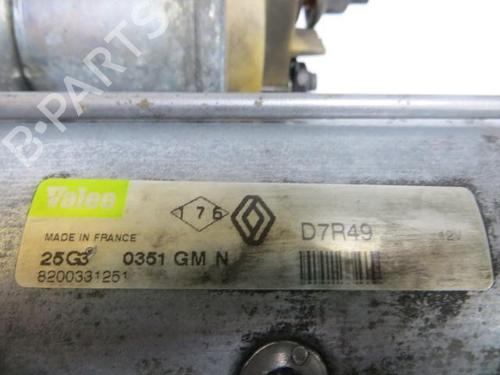 B-PARTS
Valeo
176
D7R49
12V
MADE IN FRANCE
25G3 0351 GM N
8200331251